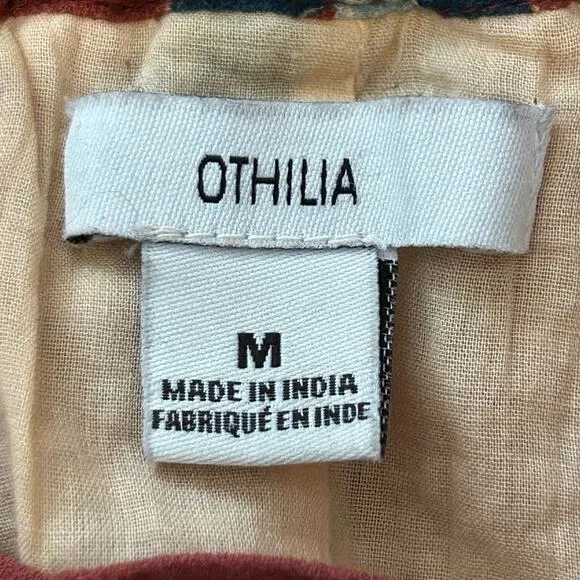 OTHILIA
M
MADE IN INDIA
FABRIQUÉ EN INDE